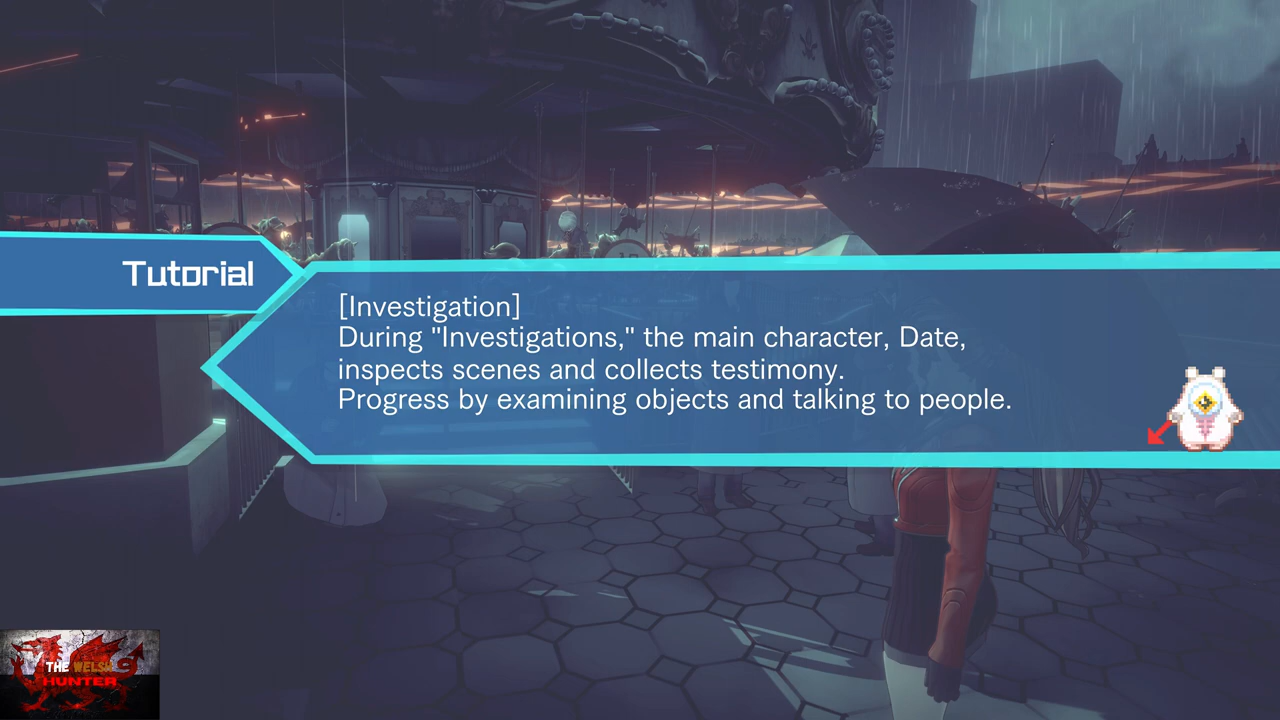 Tutorial
[Investigation]
During "Investigations," the main character, Date,
inspects scenes and collects testimony.
Progress by examining objects and talking to people.
THE WELSH
HUNTER